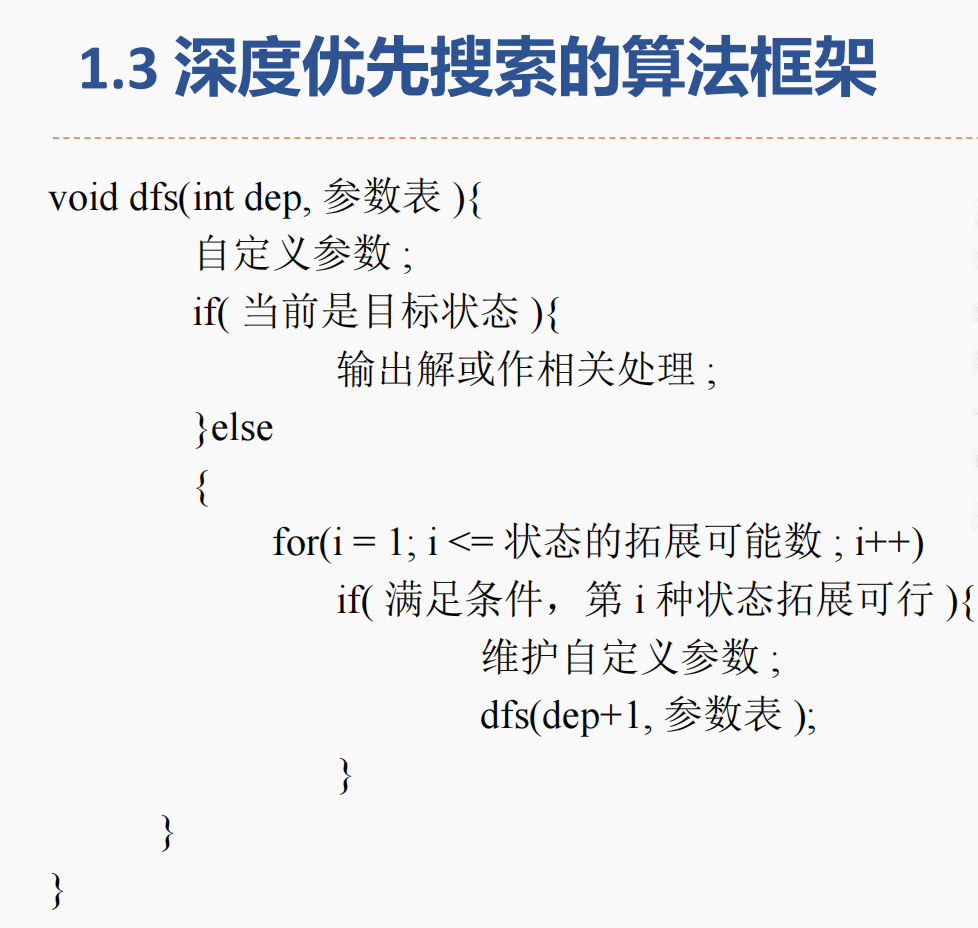 1.3 深度优先搜索的算法框架
void dfs(int dep, 参数表 ){
自定义参数 ;
if( 当前是目标状态 ){
输出解或作相关处理 ;
}else
{
for(i = 1; i <= 状态的拓展可能数 ; i++)
if( 满足条件，第 i 种状态拓展可行 ){
维护自定义参数 ;
dfs(dep+1, 参数表 );
}
}
}